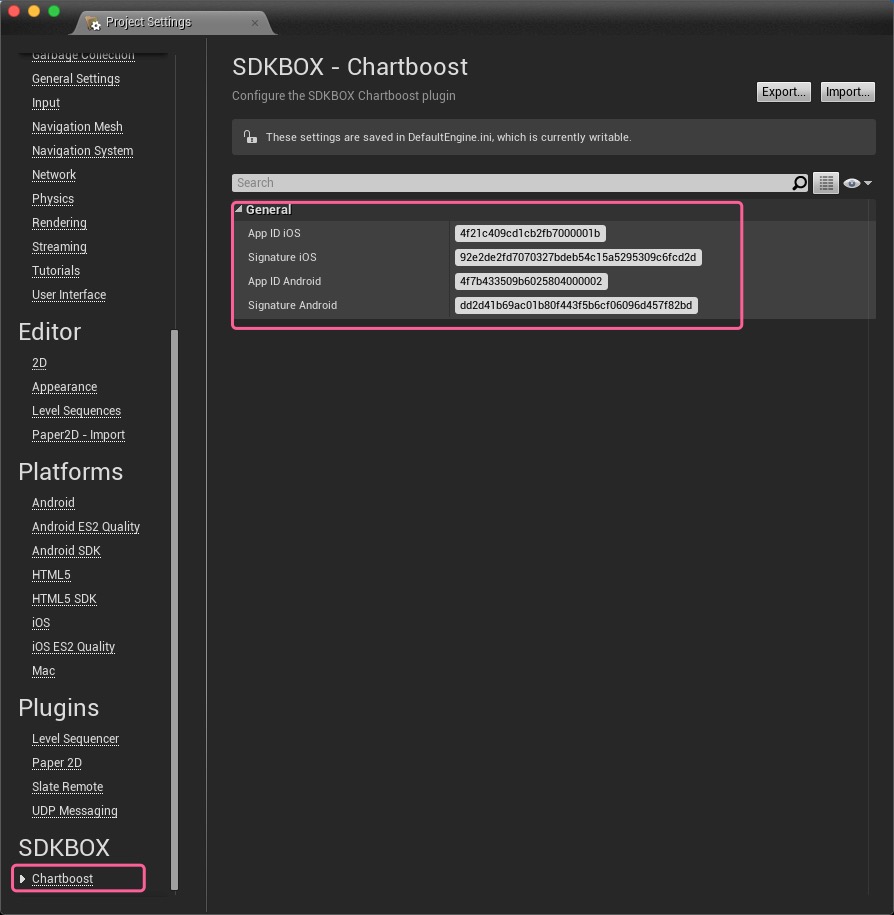 Project Settings
Garbage Collection
General Settings
Input
Navigation Mesh
Navigation System
Network
Physics
Rendering
Streaming
Tutorials
User Interface
Editor
2D
Appearance
Level Sequences
Paper2D - Import
Platforms
Android
Android ES2 Quality
Android SDK
HTML5
HTML5 SDK
iOS
iOS ES2 Quality
Mac
Plugins
Level Sequencer
Paper 2D
Slate Remote
UDP Messaging
SDKBOX
Chartboost
SDKBOX - Chartboost
Configure the SDKBOX Chartboost plugin
Export...
Import...
These settings are saved in DefaultEngine.ini, which is currently writable.
Search
General
App ID iOS 4f21c409cd1cb2fb7000001b
Signature iOS 92e2de2fd7070327bdeb54c15a5295309c6fcd2d
App ID Android 4f7b433509b6025804000002
Signature Android dd2d41b69ac01b80f443f5b6cf06096d457f82bd